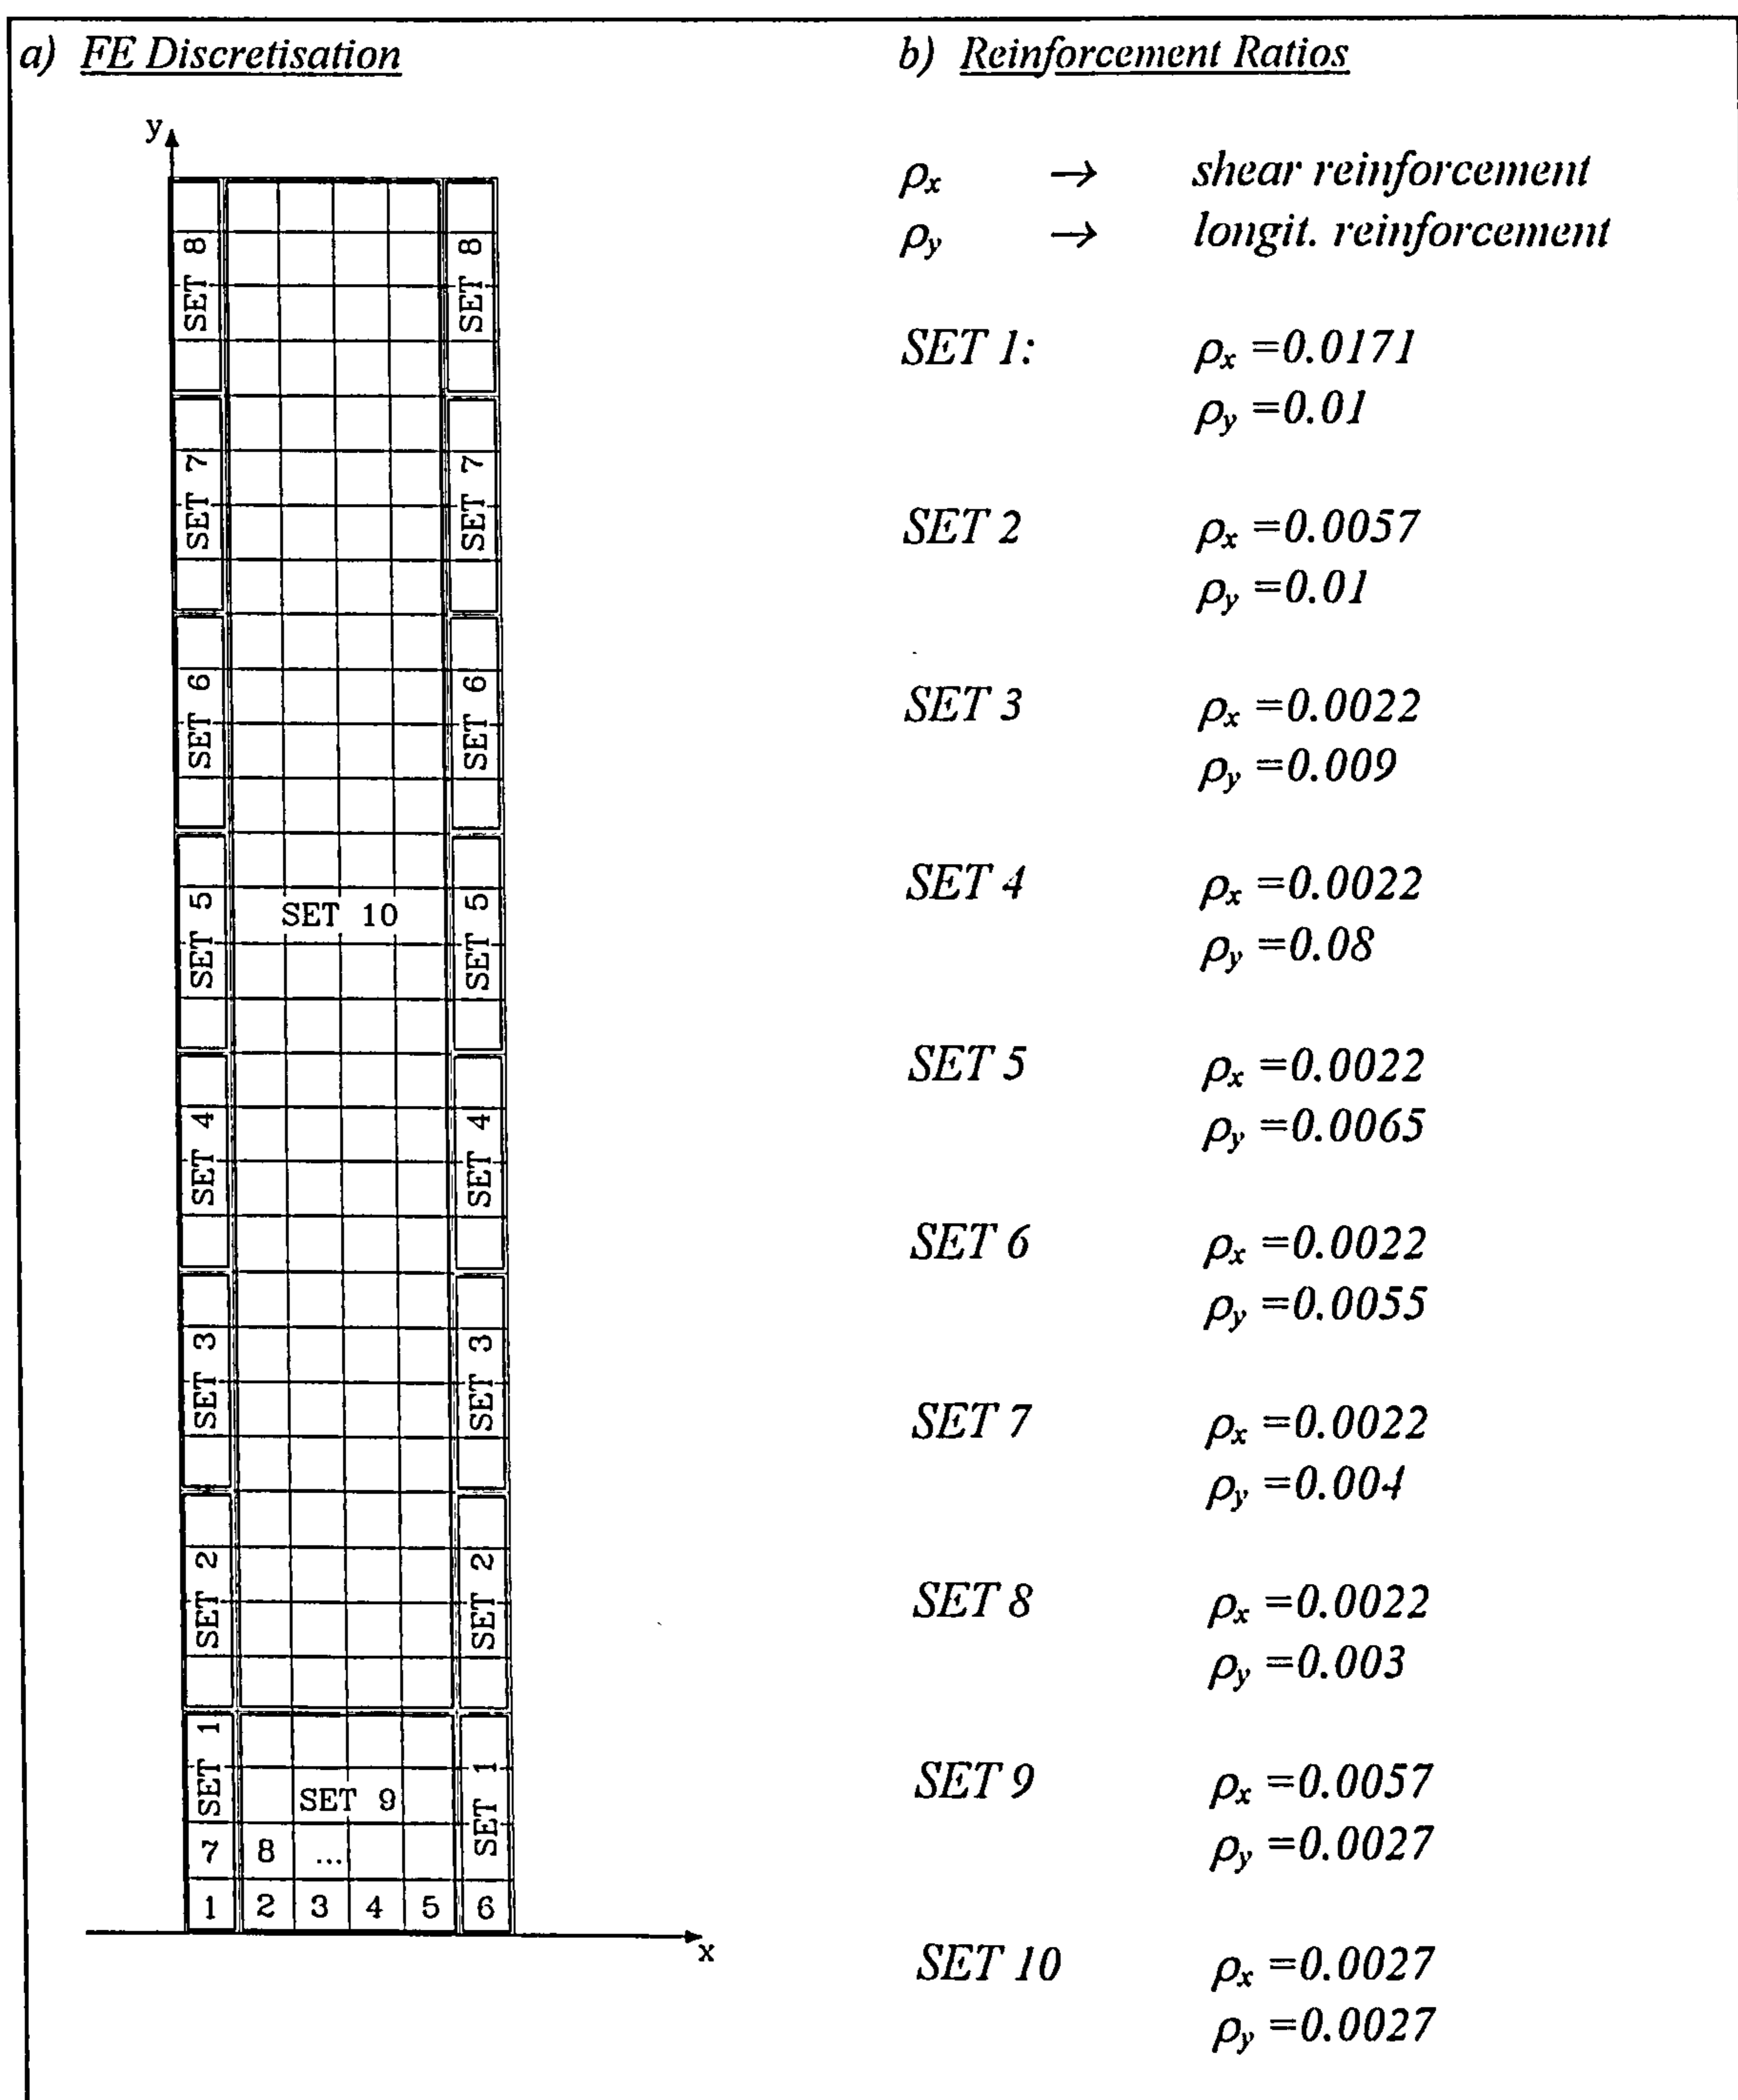 a) FE Discretisation
y
SET 8
SET 8
SET 7
SET 7
SET 6
SET 6
SET 5
SET 10
SET 5
SET 4
SET 4
SET 3
SET 3
SET 2
SET 2
SET 1
SET 9
SET 1
7 8 ...
1 2 3 4 5 6
x
b) Reinforcement Ratios
ρx → shear reinforcement
ρy → longit. reinforcement
SET 1: ρx =0.0171
ρy =0.01
SET 2 ρx =0.0057
ρy =0.01
SET 3 ρx =0.0022
ρy =0.009
SET 4 ρx =0.0022
ρy =0.08
SET 5 ρx =0.0022
ρy =0.0065
SET 6 ρx =0.0022
ρy =0.0055
SET 7 ρx =0.0022
ρy =0.004
SET 8 ρx =0.0022
ρy =0.003
SET 9 ρx =0.0057
ρy =0.0027
SET 10 ρx =0.0027
ρy =0.0027